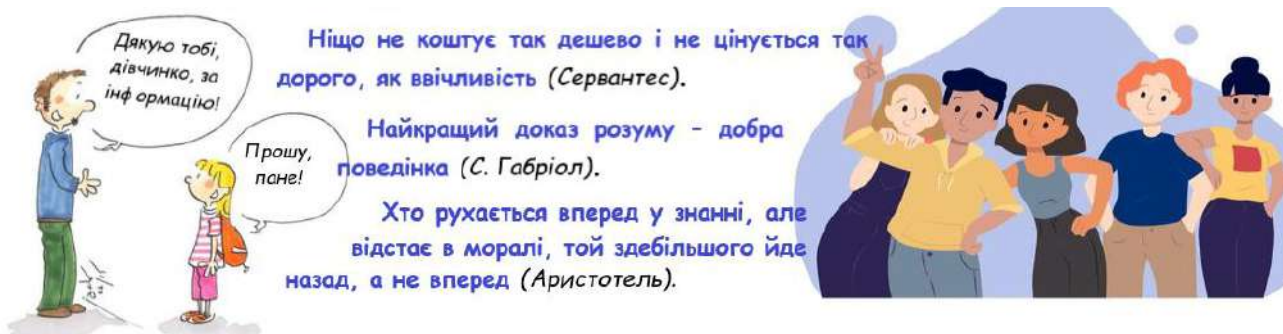 Дякую тобі,
дівчинко, за
інф ормацію!
Прошу,
пане!
Ніщо не коштує так дешево і не цінується так
дорого, як ввічливість (Сервантес).
Найкращий доказ розуму – добра
поведінка (С. Габріол).
Хто рухається вперед у знанні, але
відстає в моралі, той здебільшого йде
назад, а не вперед (Аристотель).